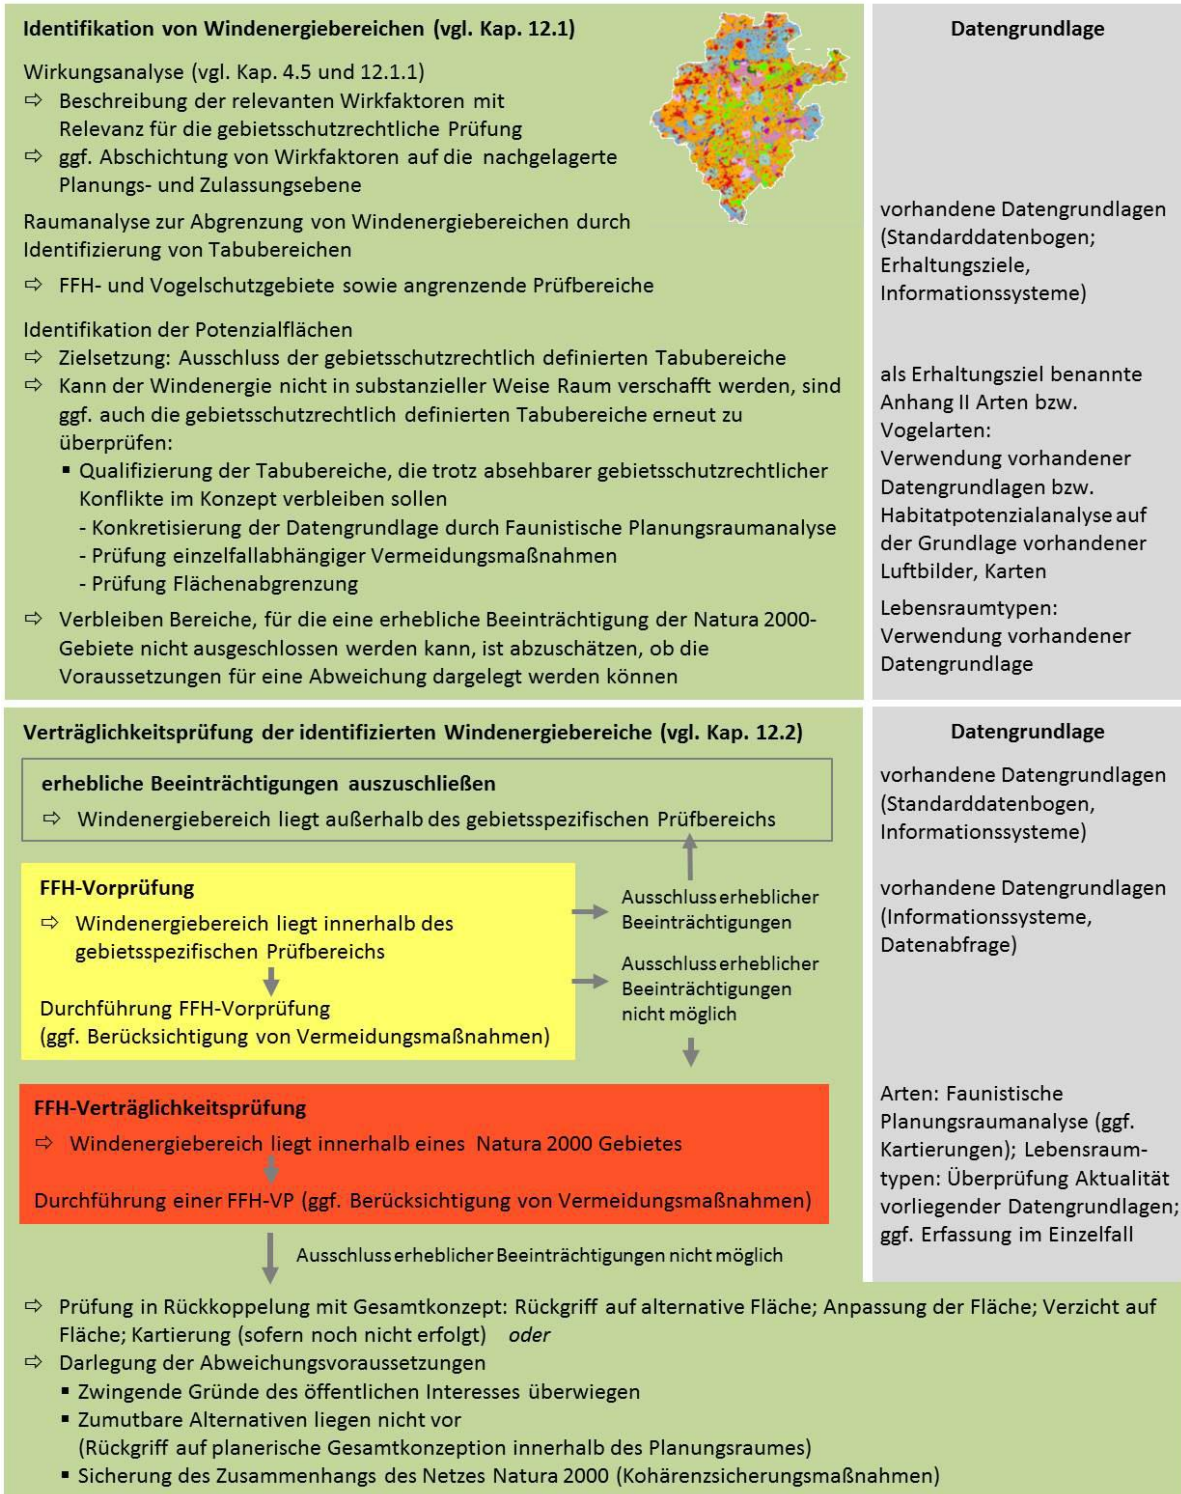 Identifikation von Windenergiebereichen (vgl. Kap. 12.1)
Wirkungsanalyse (vgl. Kap. 4.5 und 12.1.1)
⇨ Beschreibung der relevanten Wirkfaktoren mit
Relevanz für die gebietsschutzrechtliche Prüfung
⇨ ggf. Abschichtung von Wirkfaktoren auf die nachgelagerte
Planungs- und Zulassungsebene
Raumanalyse zur Abgrenzung von Windenergiebereichen durch
Identifizierung von Tabubereichen
⇨ FFH- und Vogelschutzgebiete sowie angrenzende Prüfbereiche
Identifikation der Potenzialflächen
⇨ Zielsetzung: Ausschluss der gebietsschutzrechtlich definierten Tabubereiche
⇨ Kann der Windenergie nicht in substanzieller Weise Raum verschafft werden, sind
ggf. auch die gebietsschutzrechtlich definierten Tabubereiche erneut zu
überprüfen:
▪ Qualifizierung der Tabubereiche, die trotz absehbarer gebietsschutzrechtlicher
Konflikte im Konzept verbleiben sollen
- Konkretisierung der Datengrundlage durch Faunistische Planungsraumanalyse
- Prüfung einzelfallabhängiger Vermeidungsmaßnahmen
- Prüfung Flächenabgrenzung
⇨ Verbleiben Bereiche, für die eine erhebliche Beeinträchtigung der Natura 2000-
Gebiete nicht ausgeschlossen werden kann, ist abzuschätzen, ob die
Voraussetzungen für eine Abweichung dargelegt werden können
Datengrundlage
vorhandene Datengrundlagen
(Standarddatenbogen;
Erhaltungsziele,
Informationssysteme)
als Erhaltungsziel benannte
Anhang II Arten bzw.
Vogelarten:
Verwendung vorhandener
Datengrundlagen bzw.
Habitatpotenzialanalyse auf
der Grundlage vorhandener
Luftbilder, Karten
Lebensraumtypen:
Verwendung vorhandener
Datengrundlage
Verträglichkeitsprüfung der identifizierten Windenergiebereiche (vgl. Kap. 12.2)
erhebliche Beeinträchtigungen auszuschließen
⇨ Windenergiebereich liegt außerhalb des gebietsspezifischen Prüfbereichs
FFH-Vorprüfung
⇨ Windenergiebereich liegt innerhalb des
gebietsspezifischen Prüfbereichs
Durchführung FFH-Vorprüfung
(ggf. Berücksichtigung von Vermeidungsmaßnahmen)
Ausschluss erheblicher
Beeinträchtigungen
Ausschluss erheblicher
Beeinträchtigungen
nicht möglich
FFH-Verträglichkeitsprüfung
⇨ Windenergiebereich liegt innerhalb eines Natura 2000 Gebietes
Durchführung einer FFH-VP (ggf. Berücksichtigung von Vermeidungsmaßnahmen)
Ausschluss erheblicher Beeinträchtigungen nicht möglich
Datengrundlage
vorhandene Datengrundlagen
(Standarddatenbogen,
Informationssysteme)
vorhandene Datengrundlagen
(Informationssysteme,
Datenabfrage)
Arten: Faunistische
Planungsraumanalyse (ggf.
Kartierungen); Lebensraum-
typen: Überprüfung Aktualität
vorliegender Datengrundlagen;
ggf. Erfassung im Einzelfall
⇨ Prüfung in Rückkoppelung mit Gesamtkonzept: Rückgriff auf alternative Fläche; Anpassung der Fläche; Verzicht auf
Fläche; Kartierung (sofern noch nicht erfolgt) oder
⇨ Darlegung der Abweichungsvoraussetzungen
▪ Zwingende Gründe des öffentlichen Interesses überwiegen
▪ Zumutbare Alternativen liegen nicht vor
(Rückgriff auf planerische Gesamtkonzeption innerhalb des Planungsraumes)
▪ Sicherung des Zusammenhangs des Netzes Natura 2000 (Kohärenzsicherungsmaßnahmen)